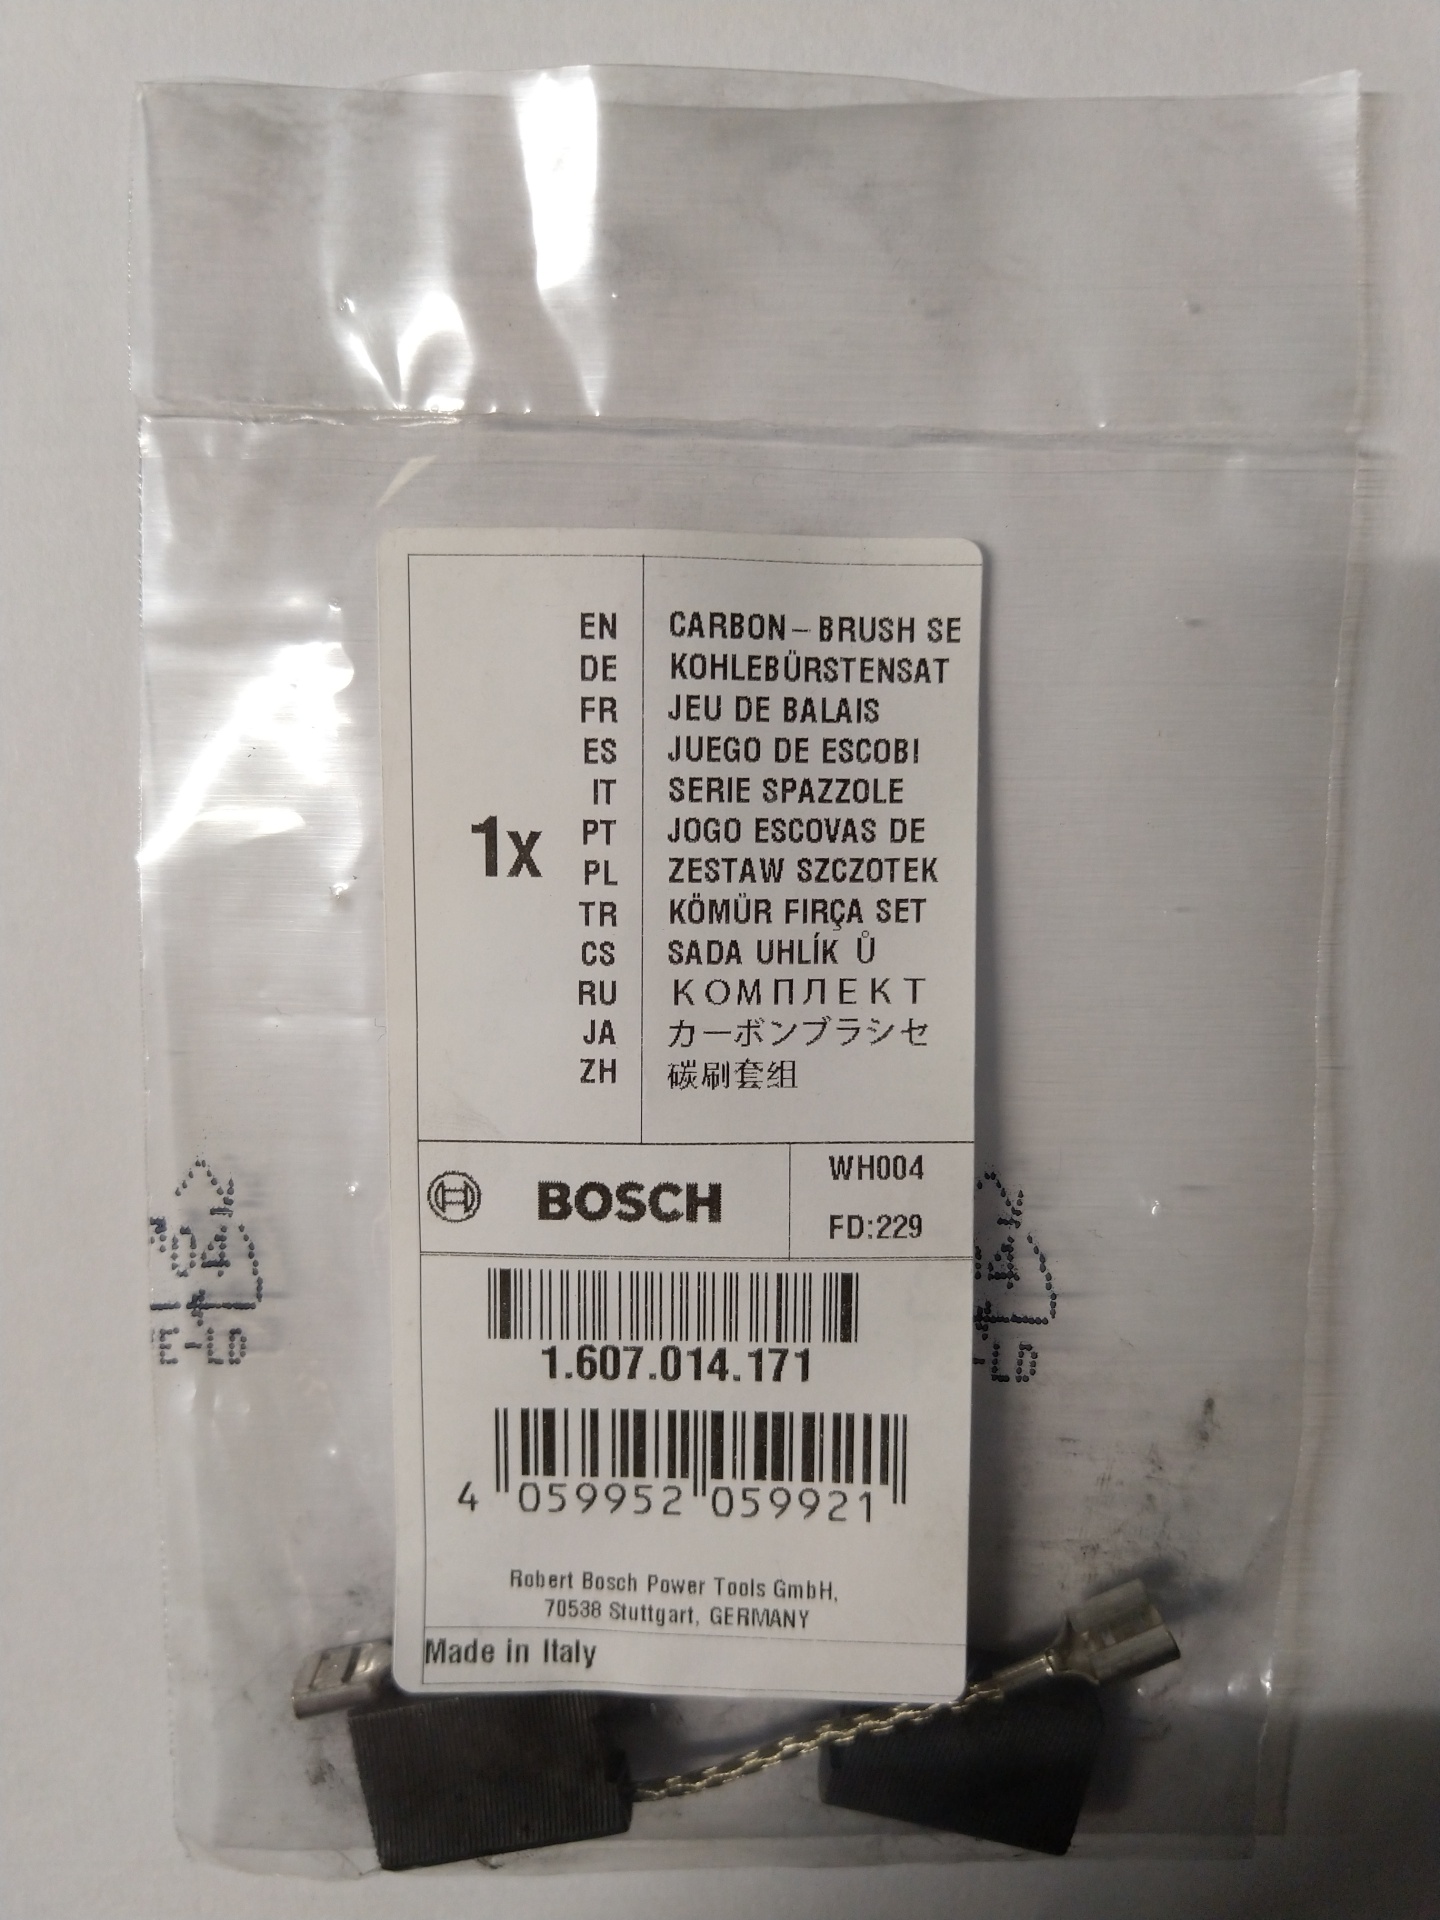 EN CARBON-BRUSH SE
DE KOHLEBÜRSTENSAT
FR JEU DE BALAIS
ES JUEGO DE ESCOBI
IT SERIE SPAZZOLE
1x
PT JOGO ESCOVAS DE
PL ZESTAW SZCZOTEK
TR KÖMÜR FIRÇA SET
CS SADA UHLÍK Ů
RU КОМПЛЕКТ
JA カーボンブラシセ
ZH 碳刷套组
BOSCH
WH004
FD:229
04
E-LD
-LD
1.607.014.171
4 059952 059921
Robert Bosch Power Tools GmbH,
70538 Stuttgart, GERMANY
Made in Italy